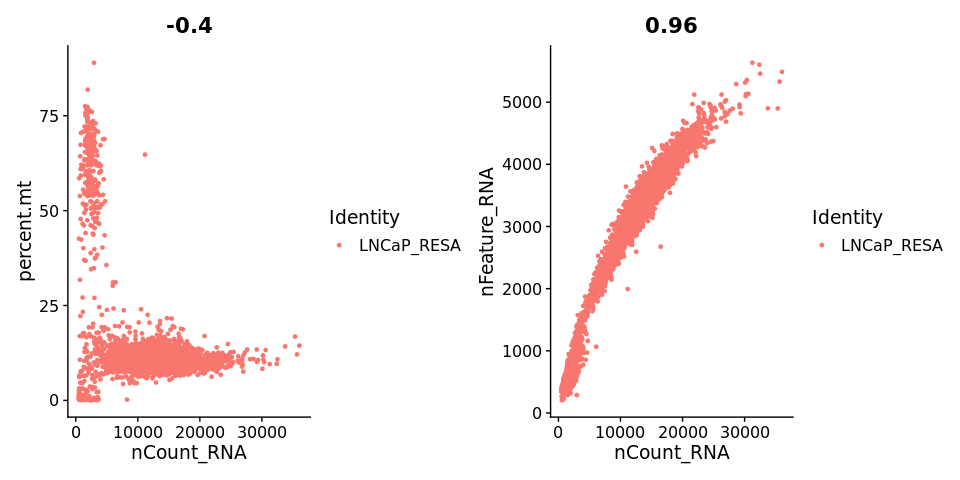 -0.4
percent.mt
75
50
25
0
0 10000 20000 30000
nCount_RNA
Identity
LNCaP_RESA
0.96
nFeature_RNA
5000
4000
3000
2000
1000
0
0 10000 20000 30000
nCount_RNA
Identity
LNCaP_RESA